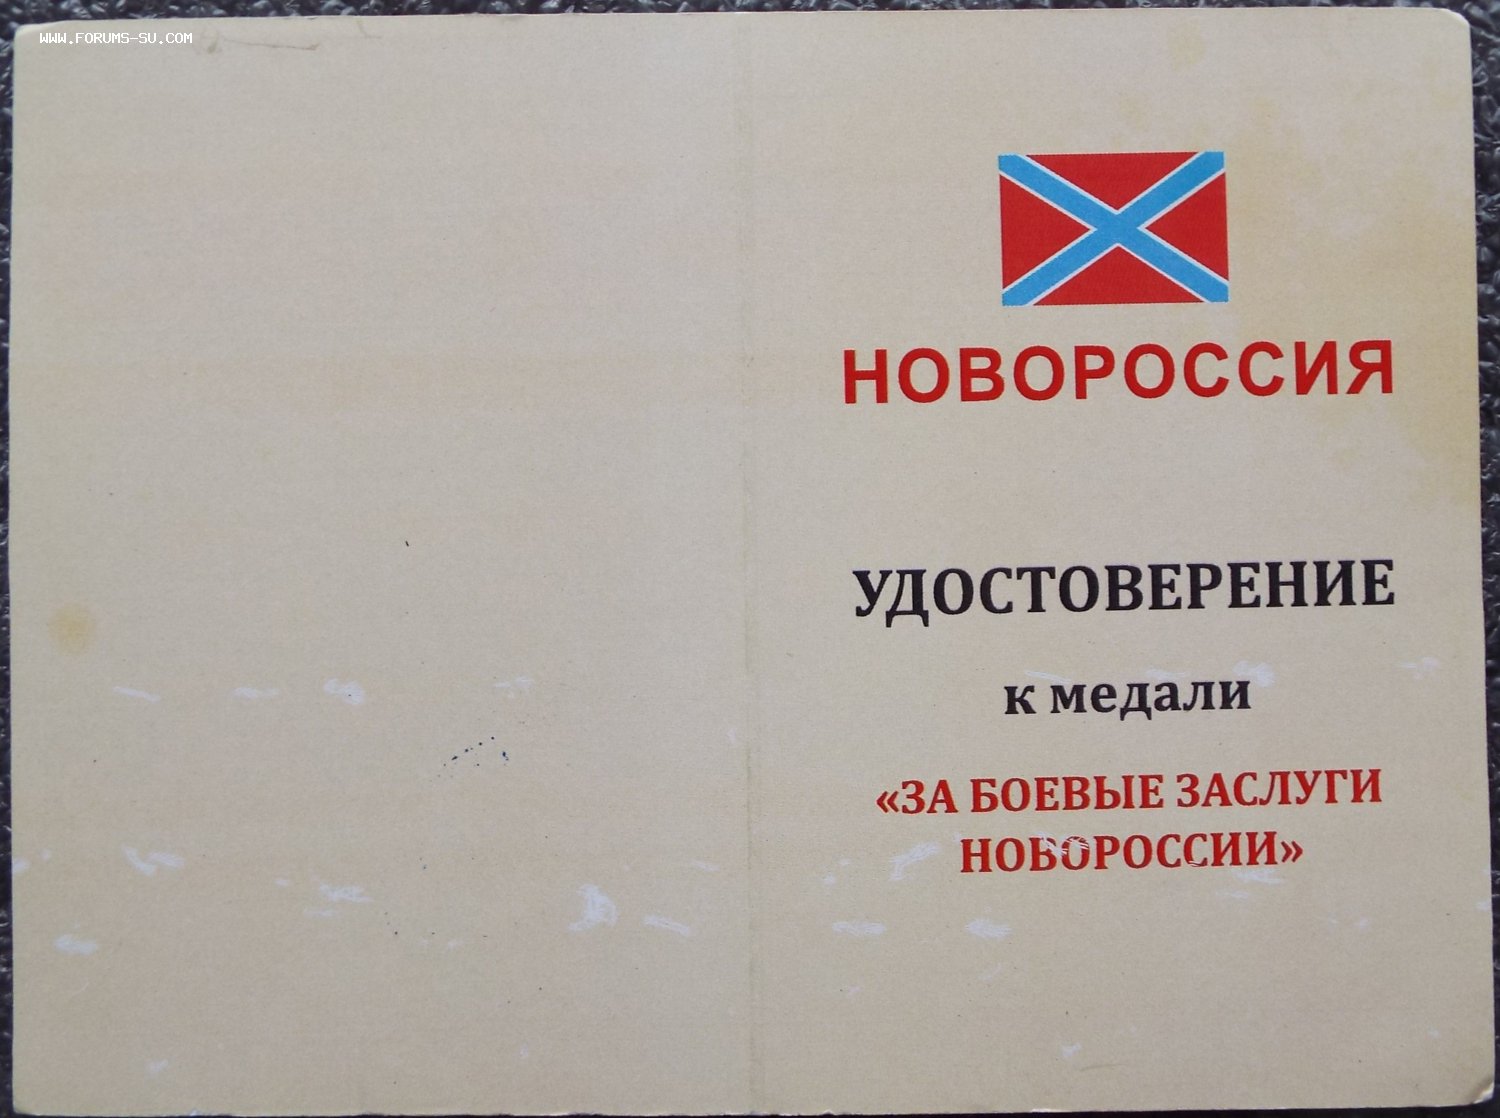 WWW.FORUMS-SU.COM
НОВОРОССИЯ
УДОСТОВЕРЕНИЕ
к медали
«ЗА БОЕВЫЕ ЗАСЛУГИ
НОВОРОССИИ»